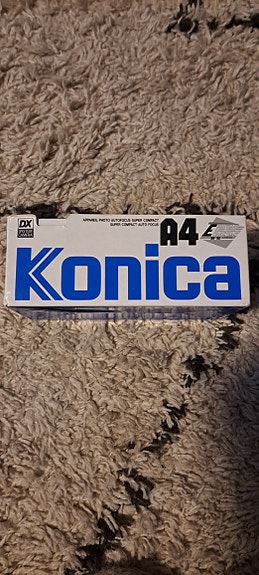 DX
APPAREIL PHOTO AUTOFOCUS SUPER COMPACT
SUPER COMPACT AUTO FOCUS
A4
Konica